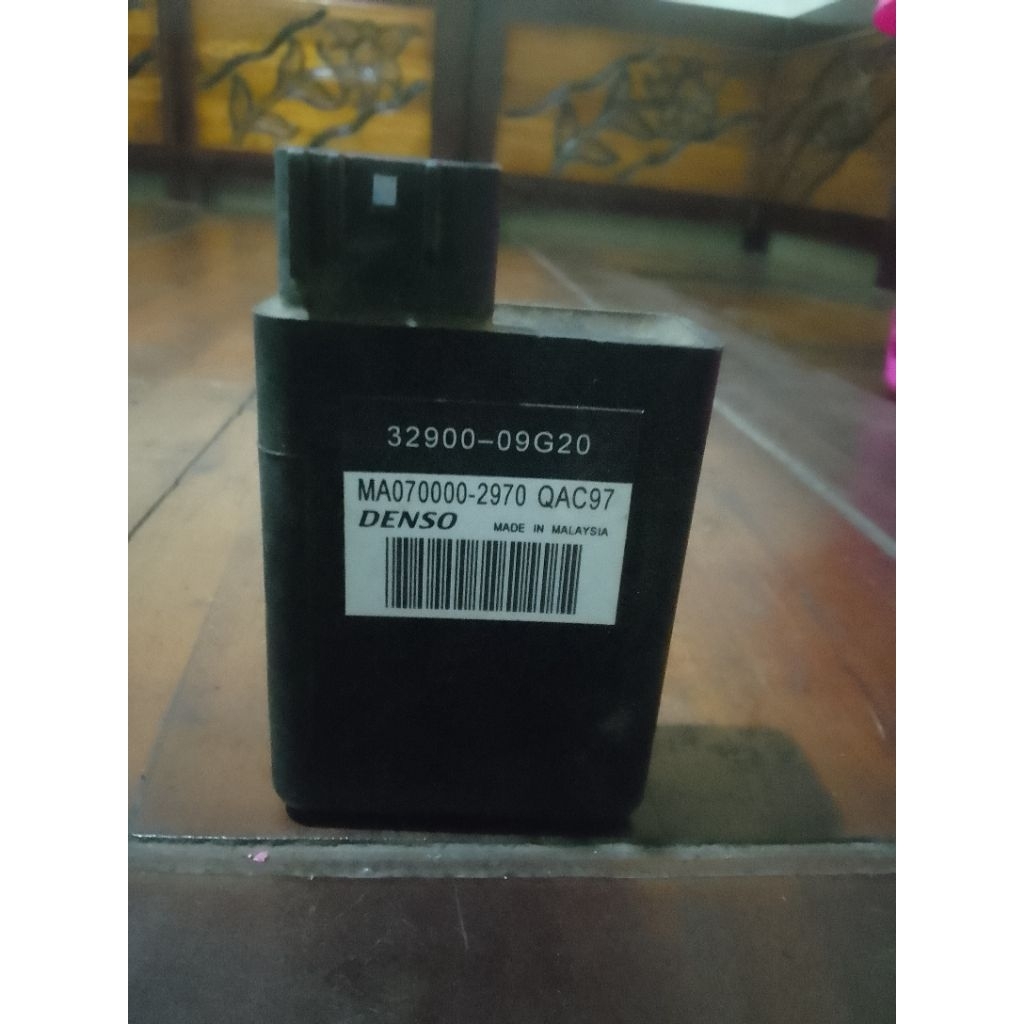 32900-09G20
MA070000-2970 QAC97
DENSO MADE IN MALAYSIA